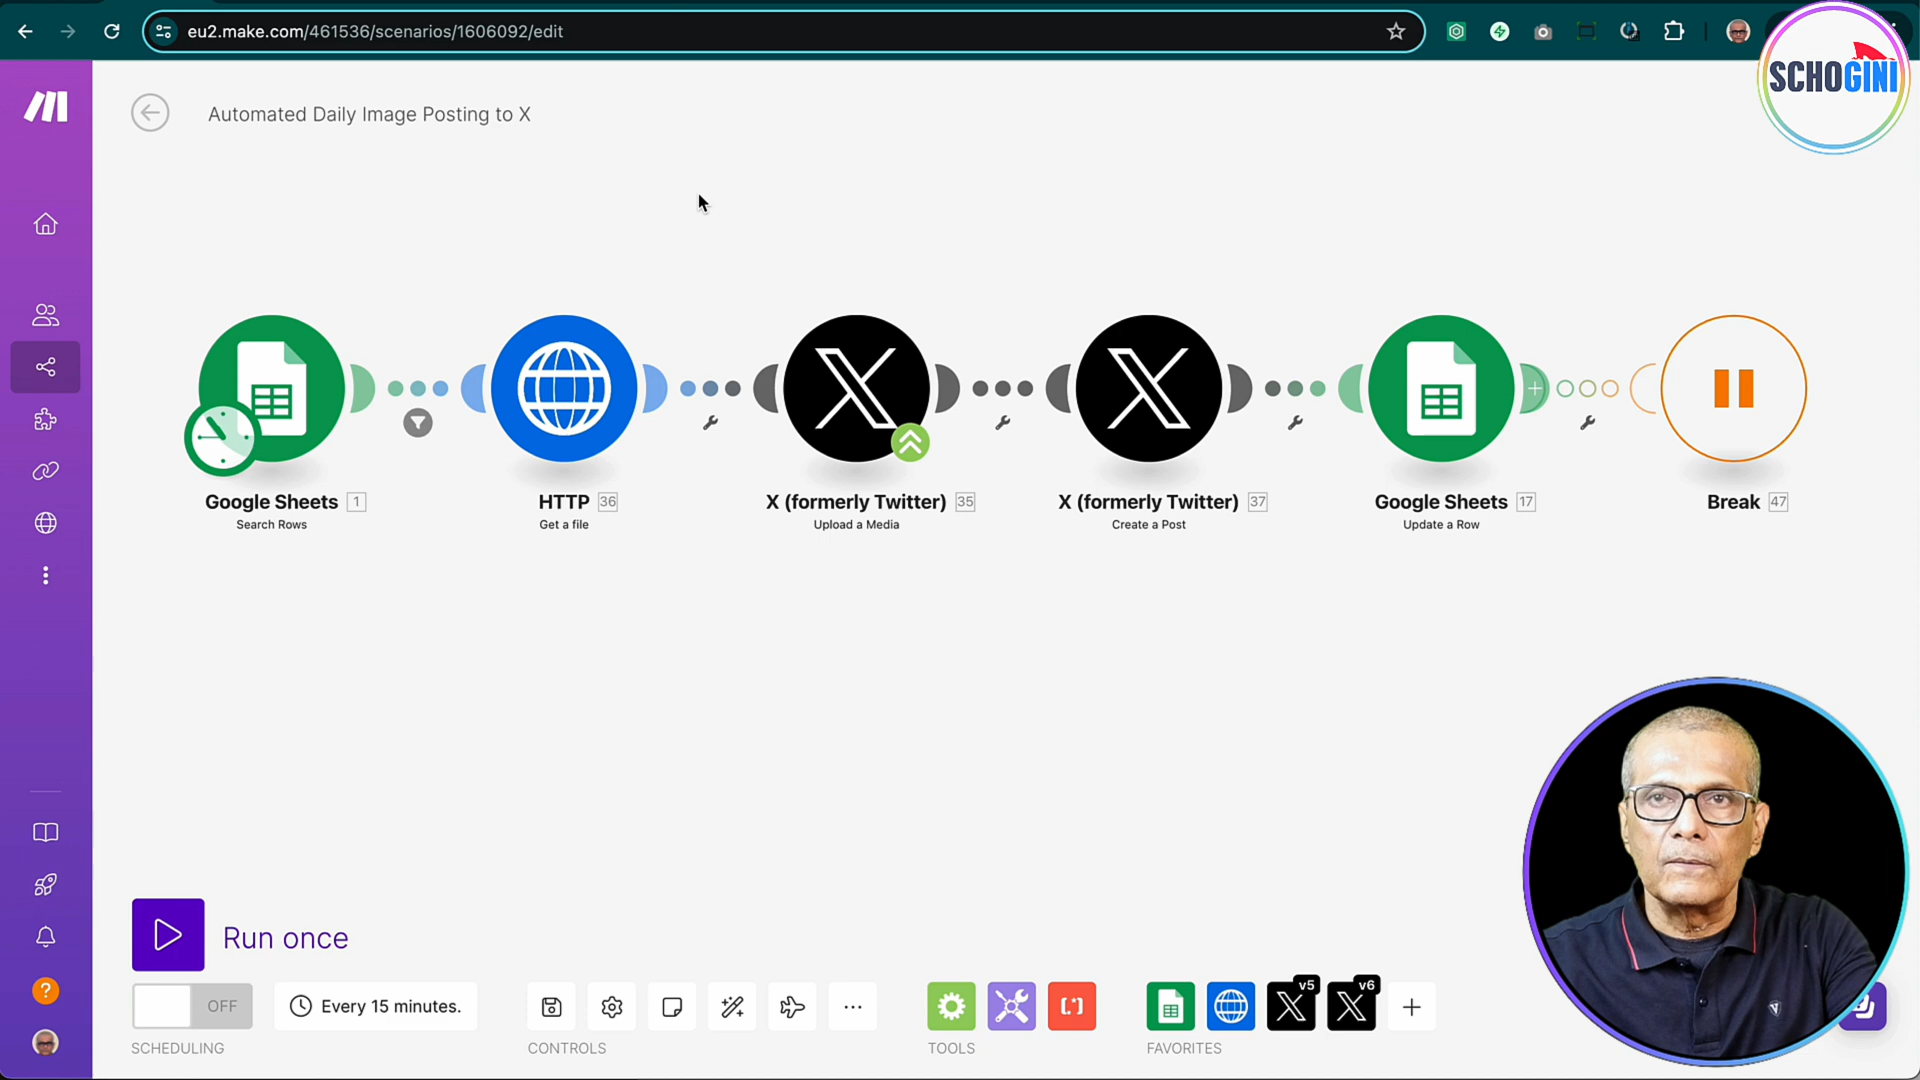 eu2.make.com/461536/scenarios/1606092/edit
SCHOGINI
Automated Daily Image Posting to X
Google Sheets 1
Search Rows
HTTP 36
Get a file
X (formerly Twitter) 35
Upload a Media
X (formerly Twitter) 37
Create a Post
Google Sheets 17
Update a Row
Break 47
Run once
OFF
Every 15 minutes.
v5
v6
?
SCHEDULING
CONTROLS
TOOLS
FAVORITES